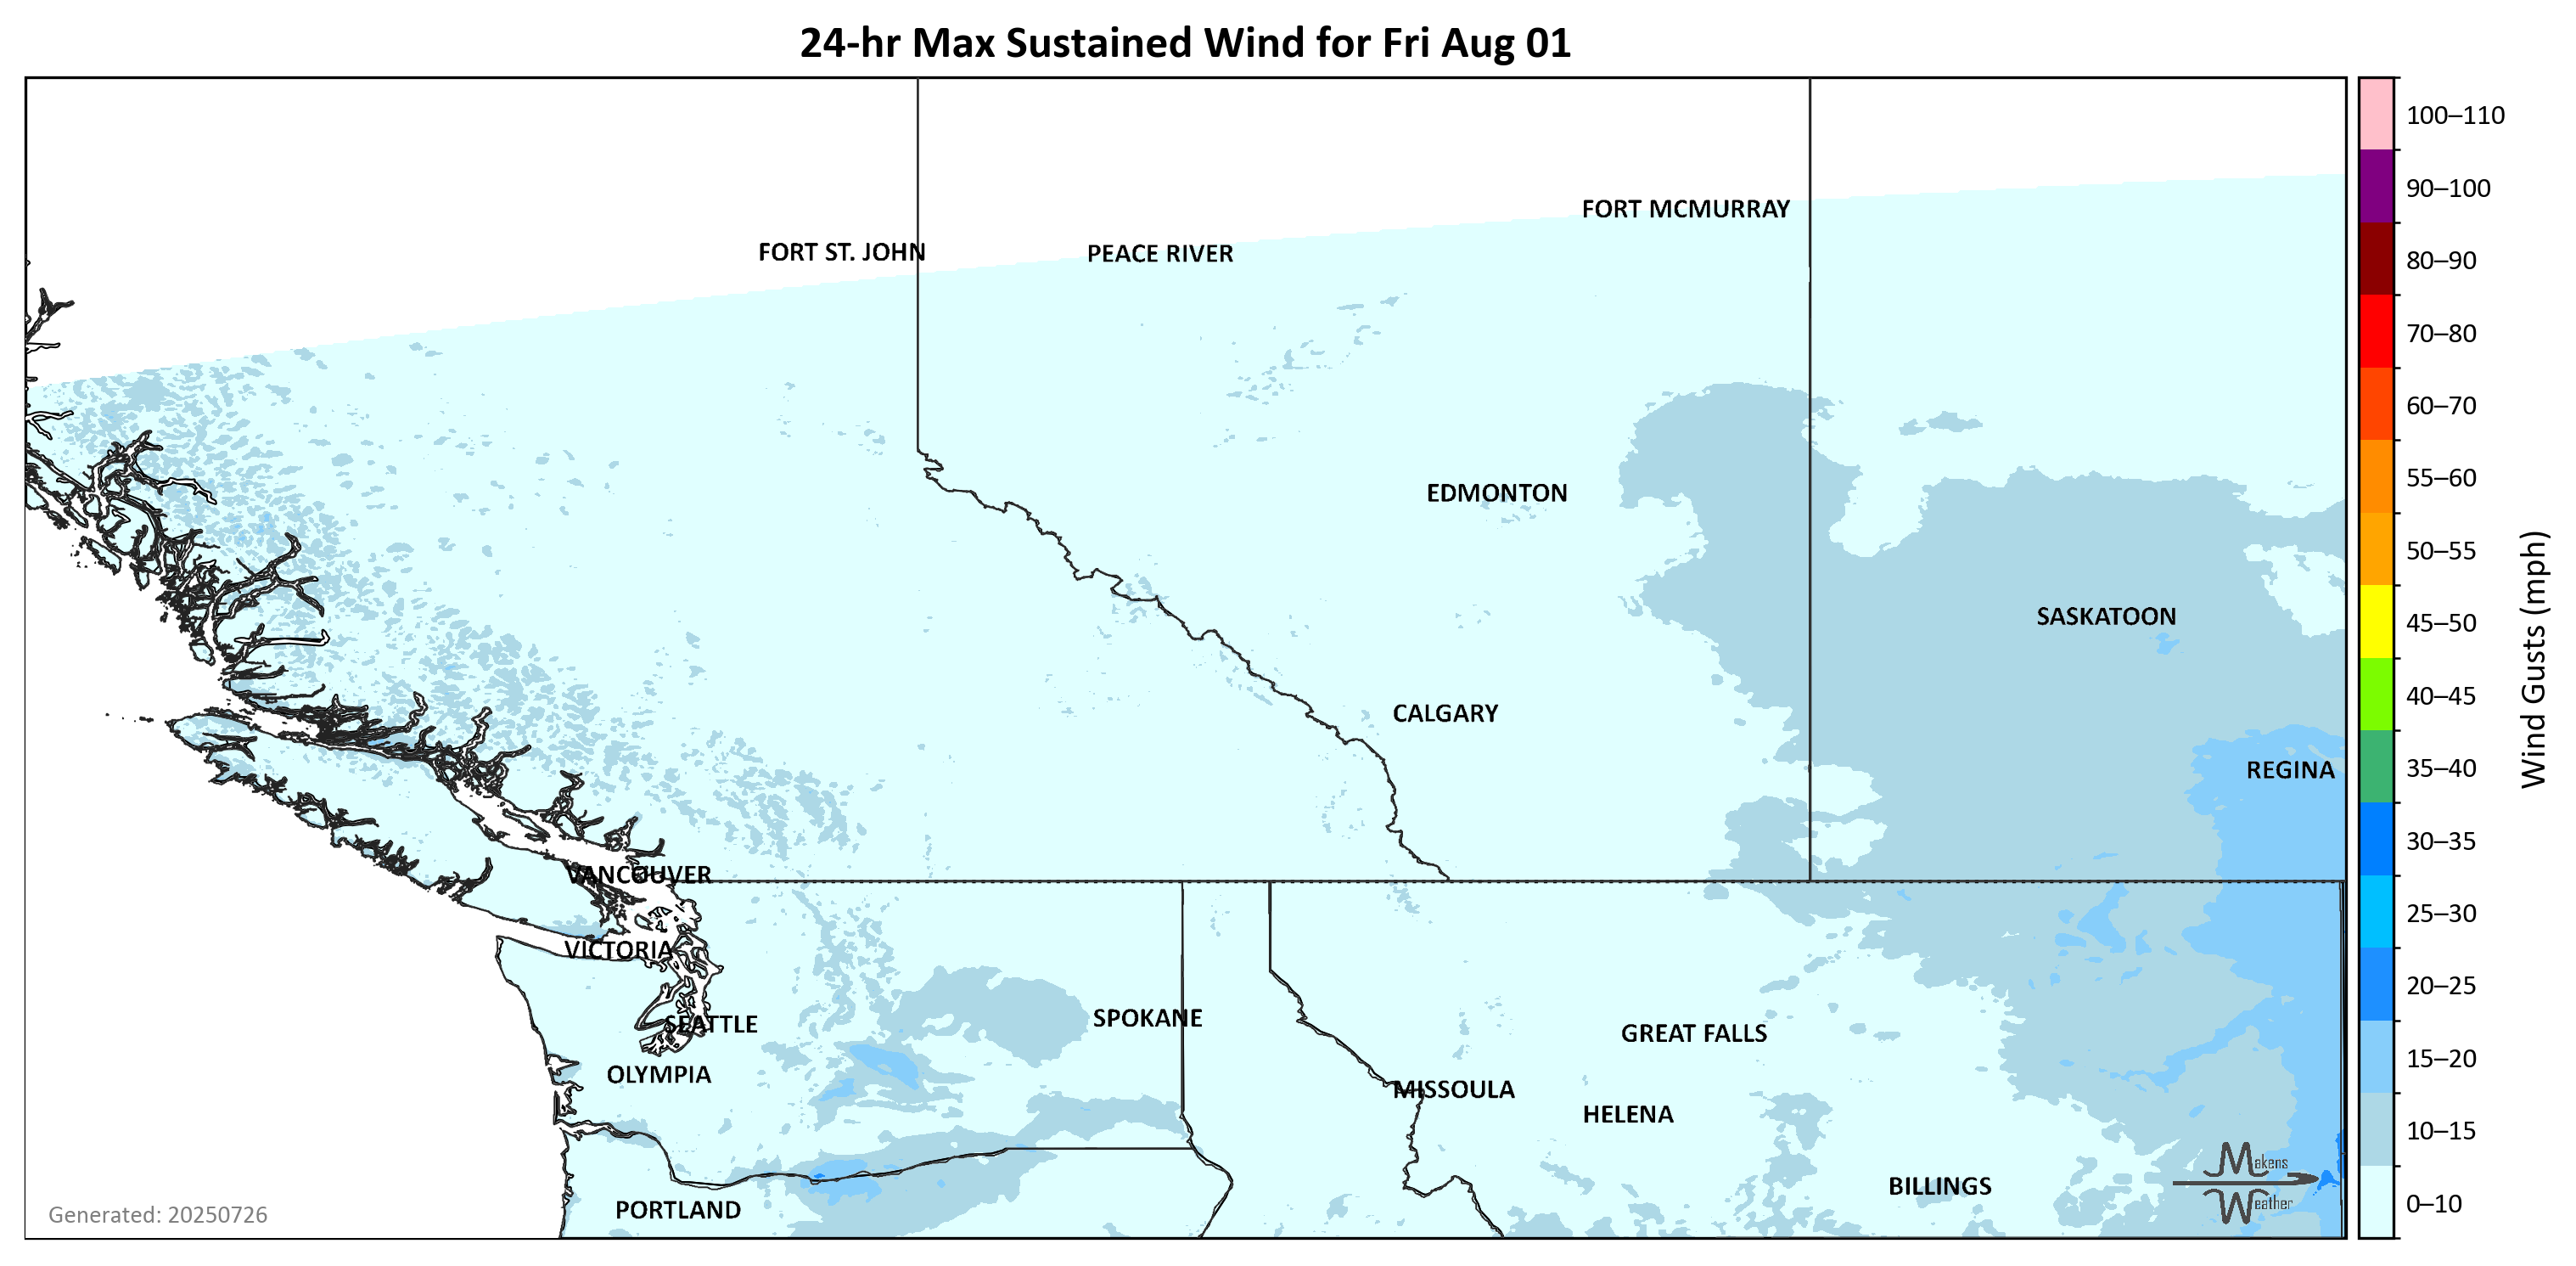 24-hr Max Sustained Wind for Fri Aug 01
100–110
90–100
80–90
70–80
60–70
55–60
50–55
45–50
40–45
35–40
30–35
25–30
20–25
15–20
10–15
0–10
Wind Gusts (mph)
FORT MCMURRAY
FORT ST. JOHN
PEACE RIVER
EDMONTON
SASKATOON
CALGARY
REGINA
VANCOUVER
VICTORIA
SEATTLE
SPOKANE
GREAT FALLS
OLYMPIA
MISSOULA
HELENA
BILLINGS
PORTLAND
Makens
Weather
Generated: 20250726